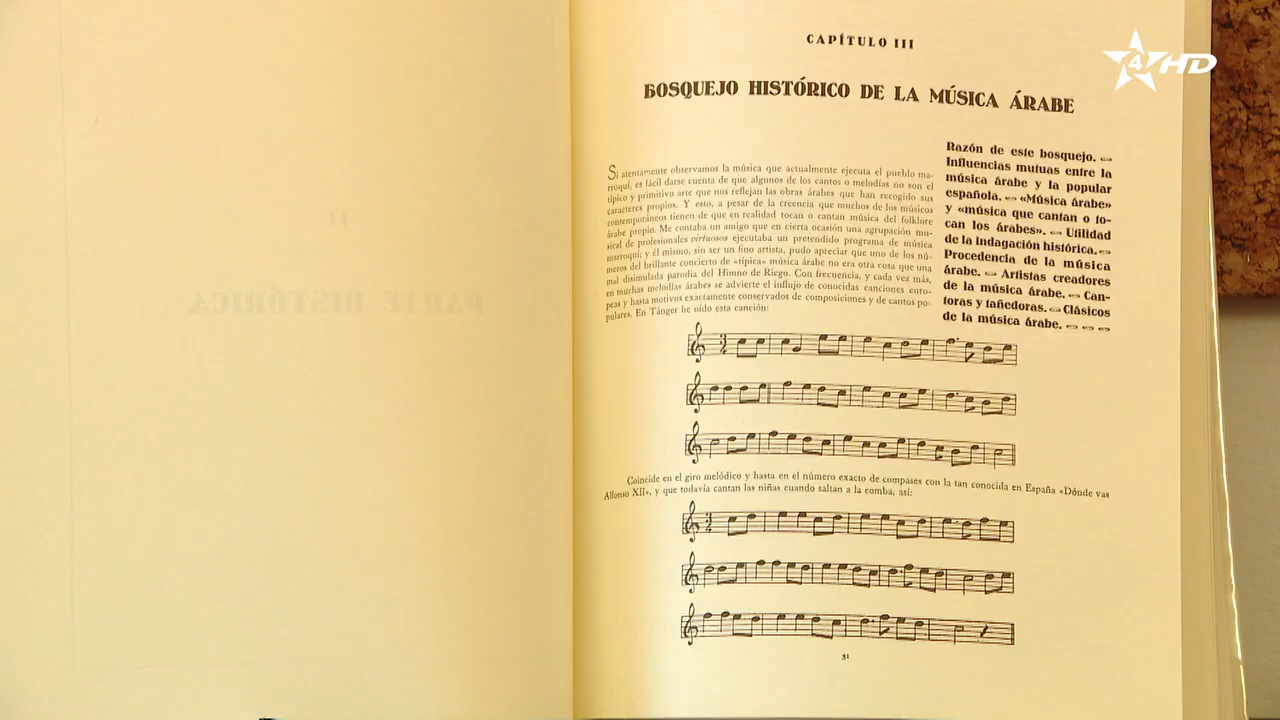 CAPÍTULO III
4 HD
BOSQUEJO HISTÓRICO DE LA MÚSICA ÁRABE
Razón de este bosquejo. —
Influencias mutuas entre la
música árabe y la popular
española. — «Música árabe»
y «música que cantan o to-
can los árabes». — Utilidad
de la indagación histórica. —
Procedencia de la música
árabe. — Artistas creadores
de la música árabe. — Can-
toras y tañedoras. — Clásicos
de la música árabe. — — —
Si atentamente observamos la música que actualmente ejecuta el pueblo ma-
rroquí, es fácil darse cuenta de que algunos de los cantos o melodías no son el
típico y primitivo arte que nos reflejan las obras árabes que han recogido sus
caracteres propios. Y esto, a pesar de la creencia que muchos de los músicos
contemporáneos tienen de que en realidad tocan o cantan música del folklore
árabe propio. Me contaba un amigo que en cierta ocasión una agrupación mu-
sical de profesionales virtuosos ejecutaba un pretendido programa de música
marroquí; y él mismo, sin ser un fino artista, pudo apreciar que uno de los nú-
meros del brillante concierto de «típica» música árabe no era otra cosa que una
mal disimulada parodia del Himno de Riego. Con frecuencia, y cada vez más,
en muchas melodías árabes se advierte el influjo de conocidas canciones euro-
peas y hasta motivos exactamente conservados de composiciones y de cantos po-
pulares. En Tánger he oído esta canción:
3/4
Coincide en el giro melódico y hasta en el número exacto de compases con la tan conocida en España «Dónde vas
Alfonso XII», y que todavía cantan las niñas cuando saltan a la comba, así:
3/4
31
II
PARTE HISTÓRICA